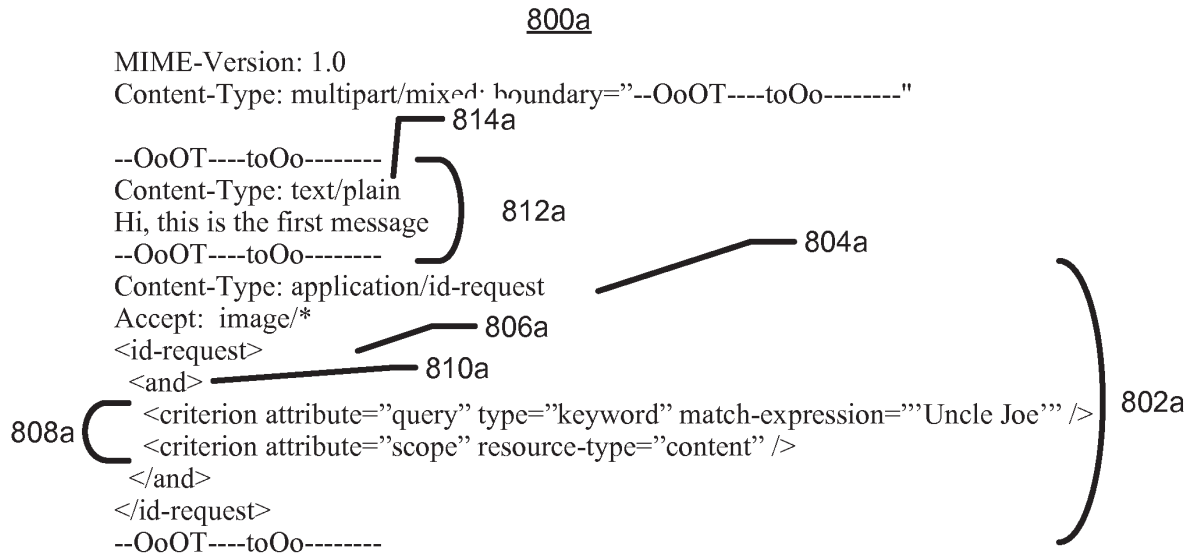 800a
MIME-Version: 1.0
Content-Type: multipart/mixed; boundary=”--OoOT----toOo--------"
814a
--OoOT----toOo--------
Content-Type: text/plain
812a
Hi, this is the first message
804a
--OoOT----toOo--------
Content-Type: application/id-request
Accept:  image/*
806a
<id-request>
810a
<and>
802a
808a
<criterion attribute=”query” type=”keyword” match-expression=”’Uncle Joe’” />
<criterion attribute=”scope” resource-type=”content” />
</and>
</id-request>
--OoOT----toOo--------